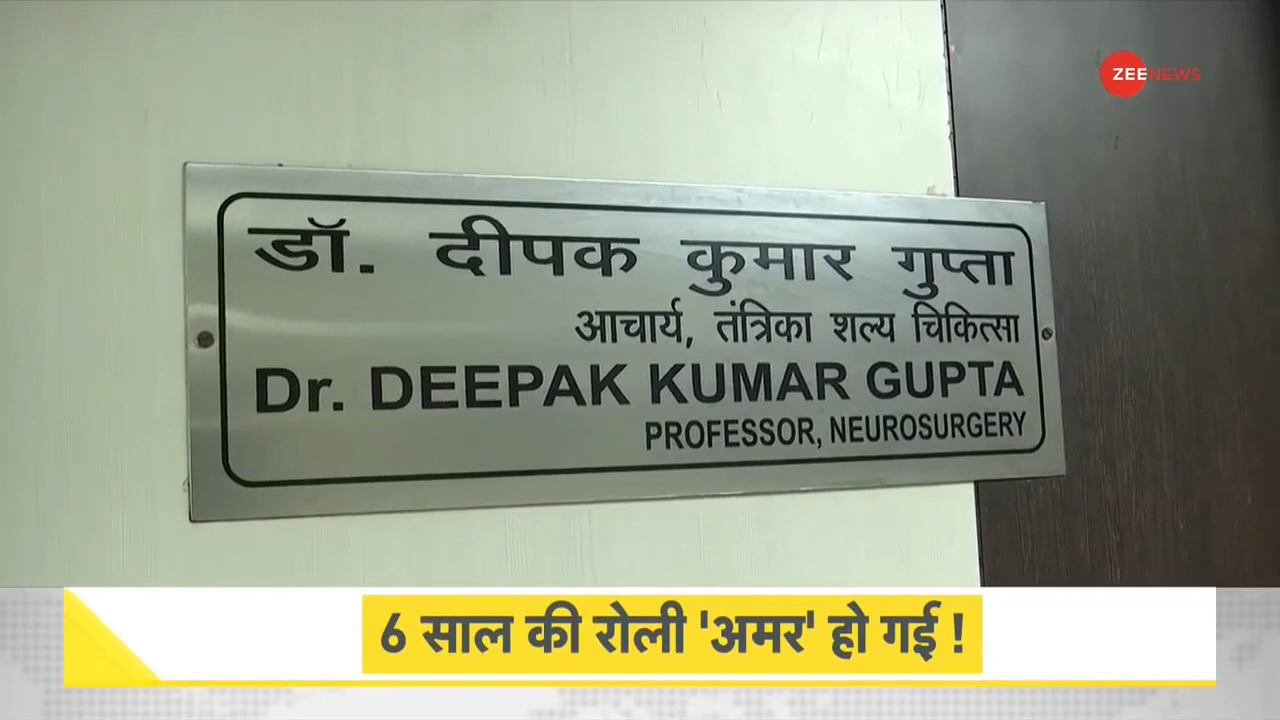 ZEENEWS
डॉ. दीपक कुमार गुप्ता
आचार्य, तंत्रिका शल्य चिकित्सा
Dr. DEEPAK KUMAR GUPTA
PROFESSOR, NEUROSURGERY
6 साल की रोली 'अमर' हो गई !